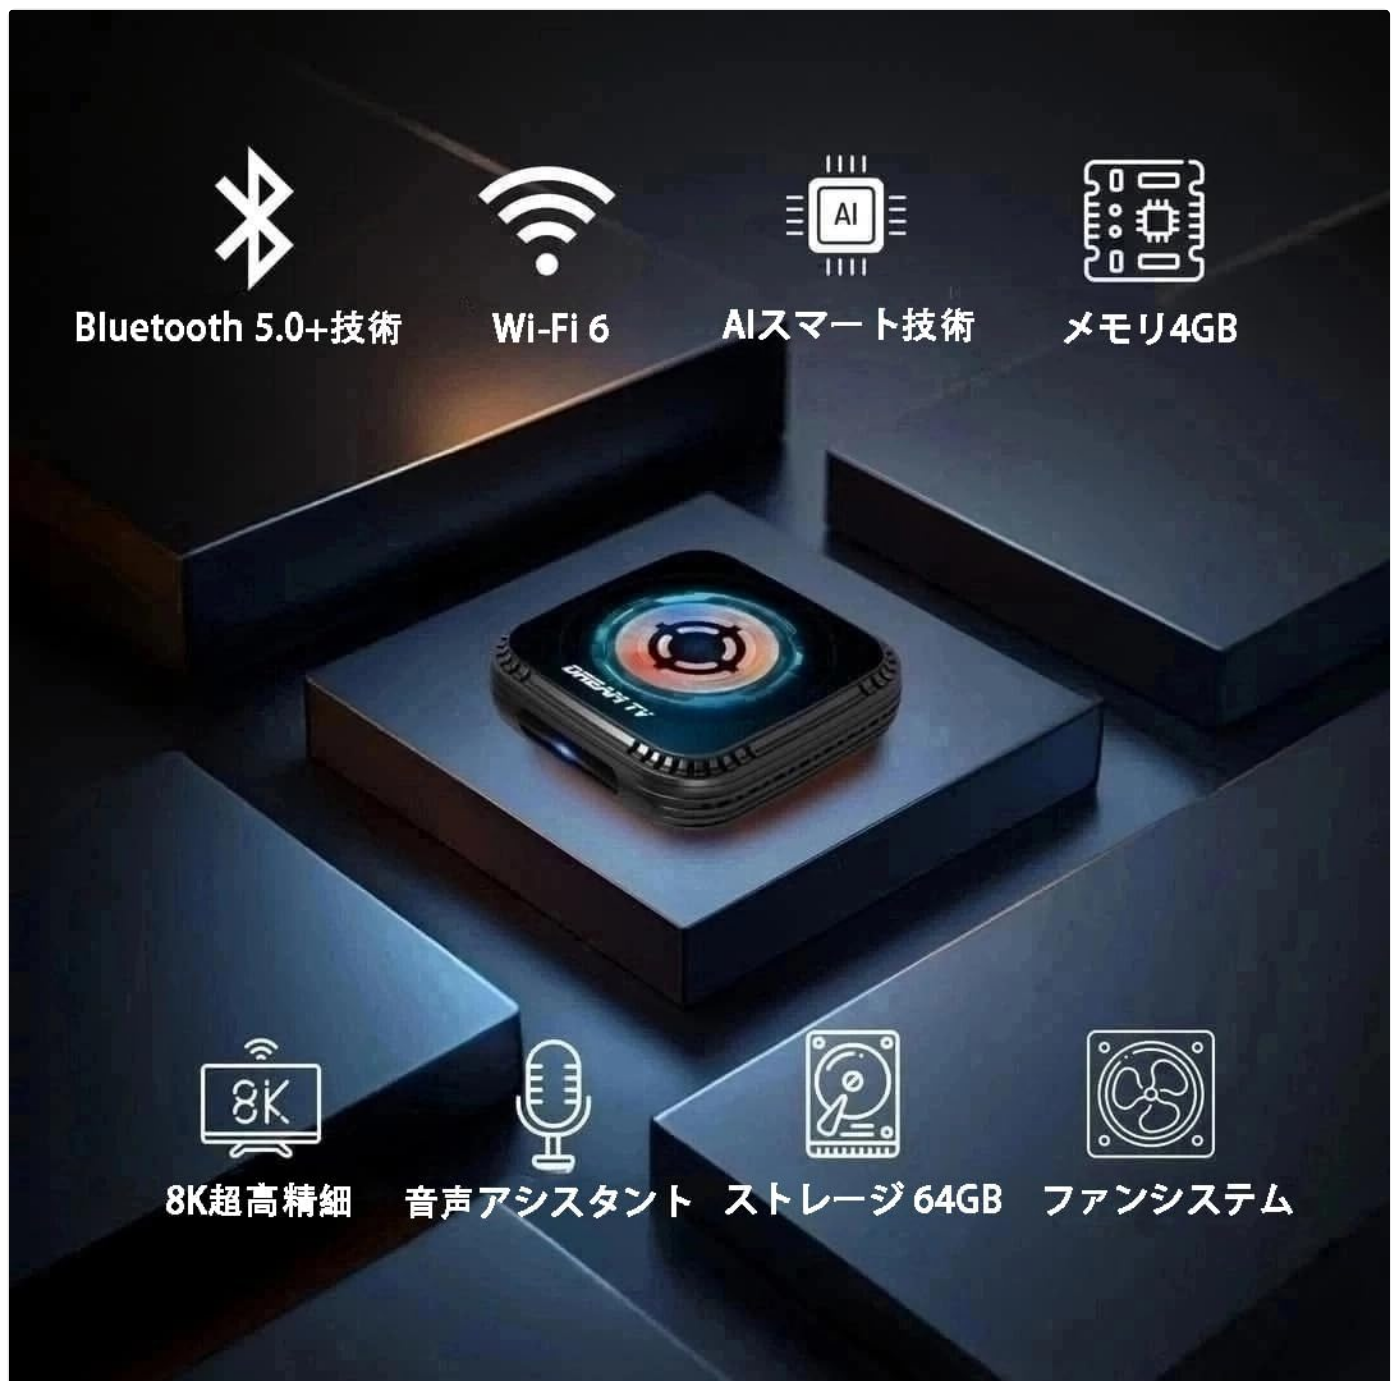 AI
Bluetooth 5.0+技術
Wi-Fi 6
AIスマート技術
メモリ4GB
DREAM TV
8K
8K超高精細
音声アシスタント
ストレージ 64GB
ファンシステム